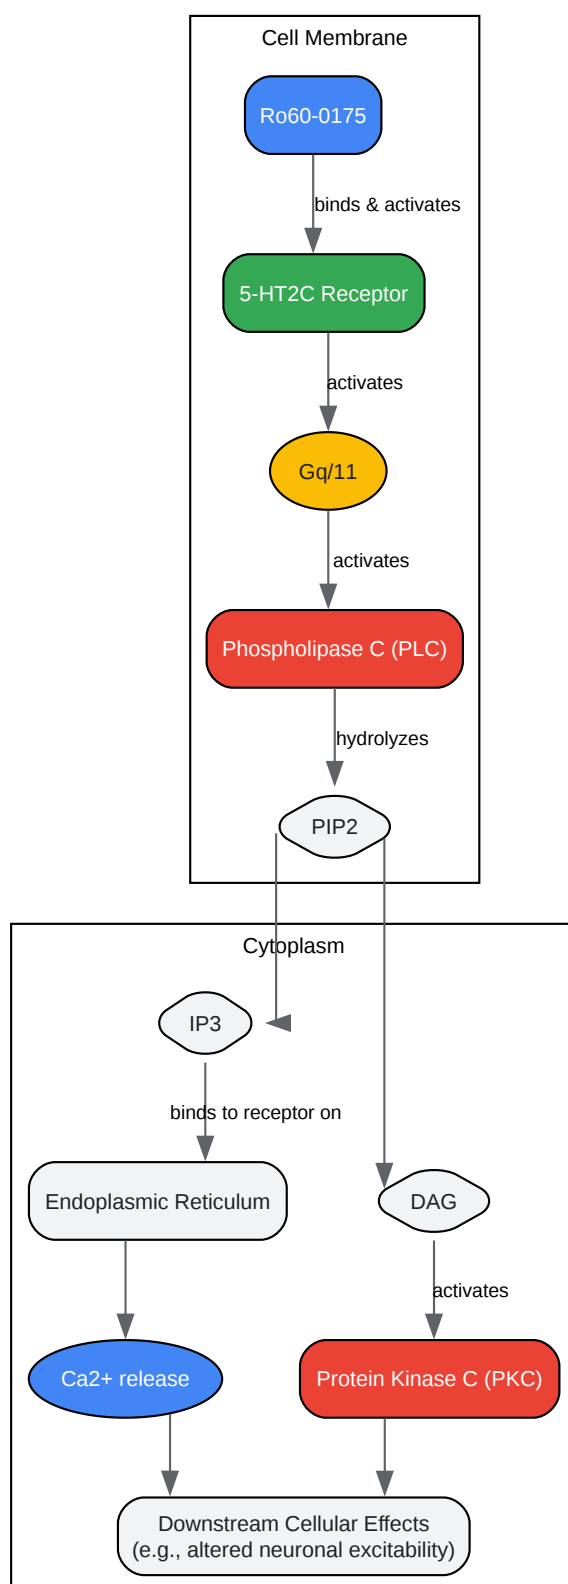 Cell Membrane
Ro60-0175
binds & activates
5-HT2C Receptor
activates
Gq/11
activates
Phospholipase C (PLC)
hydrolyzes
PIP2
Cytoplasm
IP3
binds to receptor on
Endoplasmic Reticulum
DAG
activates
Ca2+ release
Protein Kinase C (PKC)
Downstream Cellular Effects
(e.g., altered neuronal excitability)